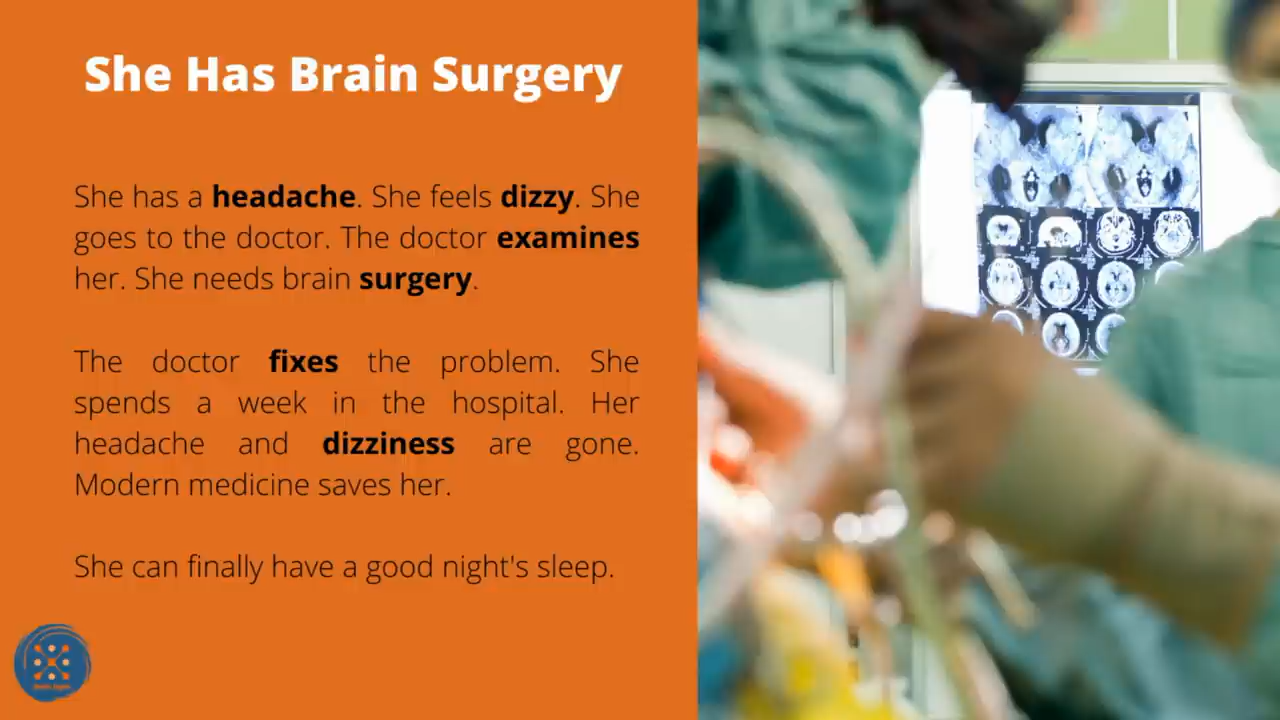 She Has Brain Surgery
She has a headache. She feels dizzy. She
goes to the doctor. The doctor examines
her. She needs brain surgery.
The doctor fixes the problem. She
spends a week in the hospital. Her
headache and dizziness are gone.
Modern medicine saves her.
She can finally have a good night's sleep.